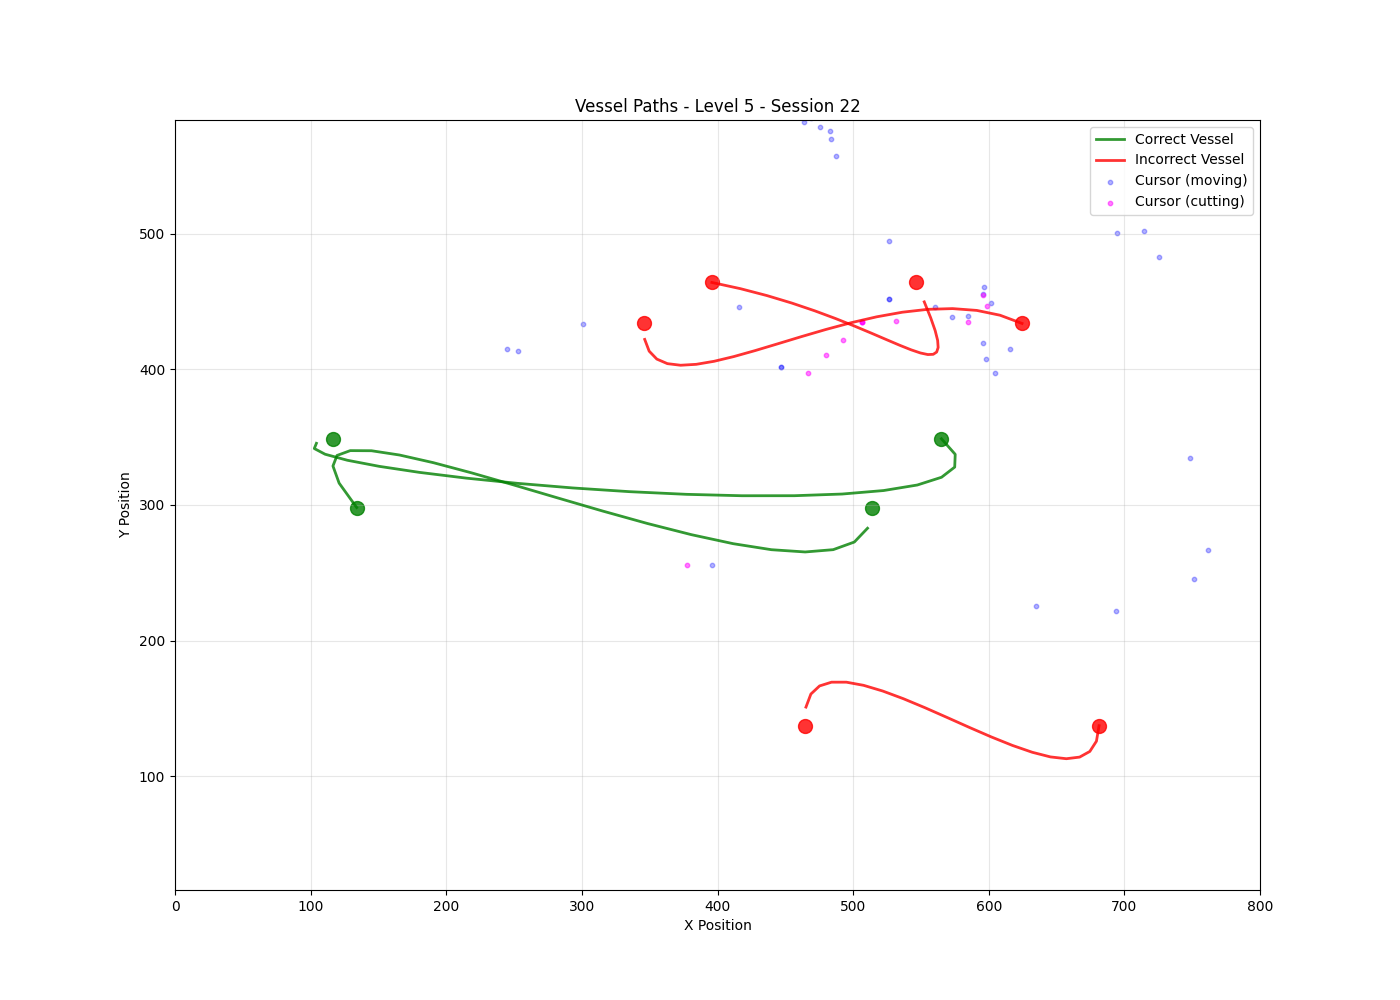 Vessel Paths - Level 5 - Session 22
Correct Vessel
Incorrect Vessel
Cursor (moving)
Cursor (cutting)
500
400
300
200
100
Y Position
0 100 200 300 400 500 600 700 800
X Position